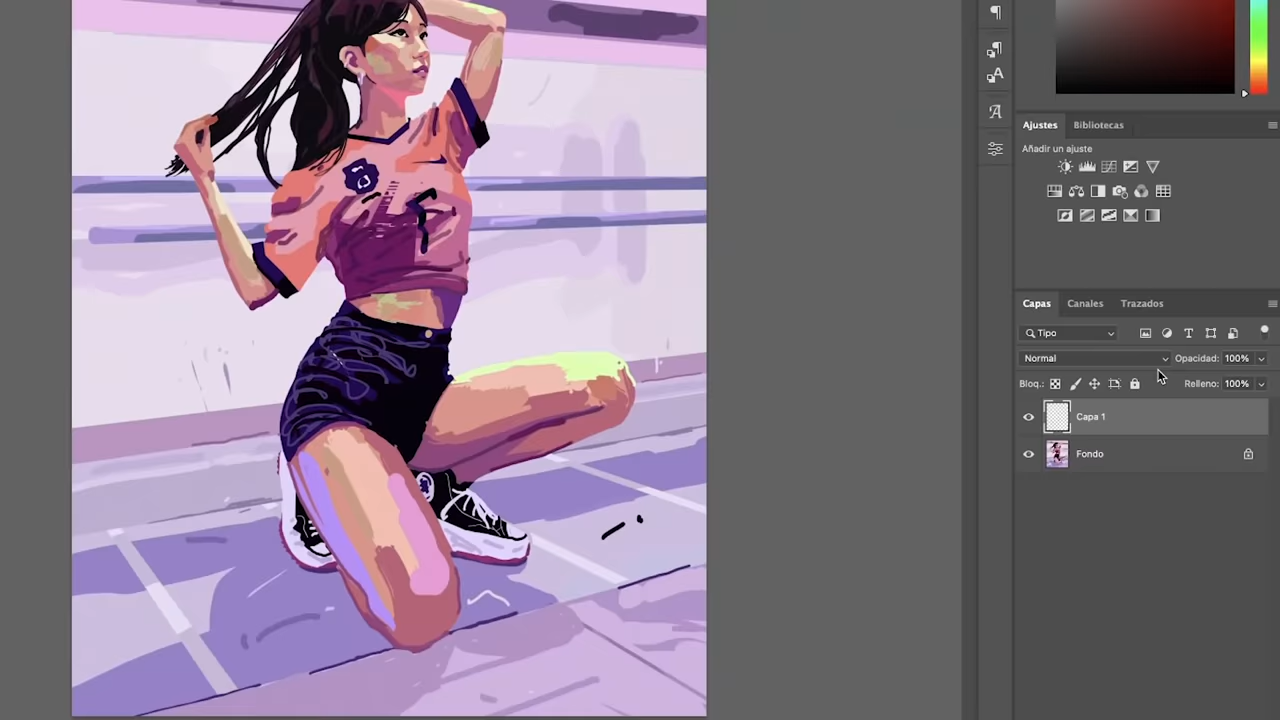 Ajustes Bibliotecas
Añadir un ajuste
Capas Canales Trazados
Tipo
Normal Opacidad: 100%
Bloq.: Relleno: 100%
Capa 1
Fondo